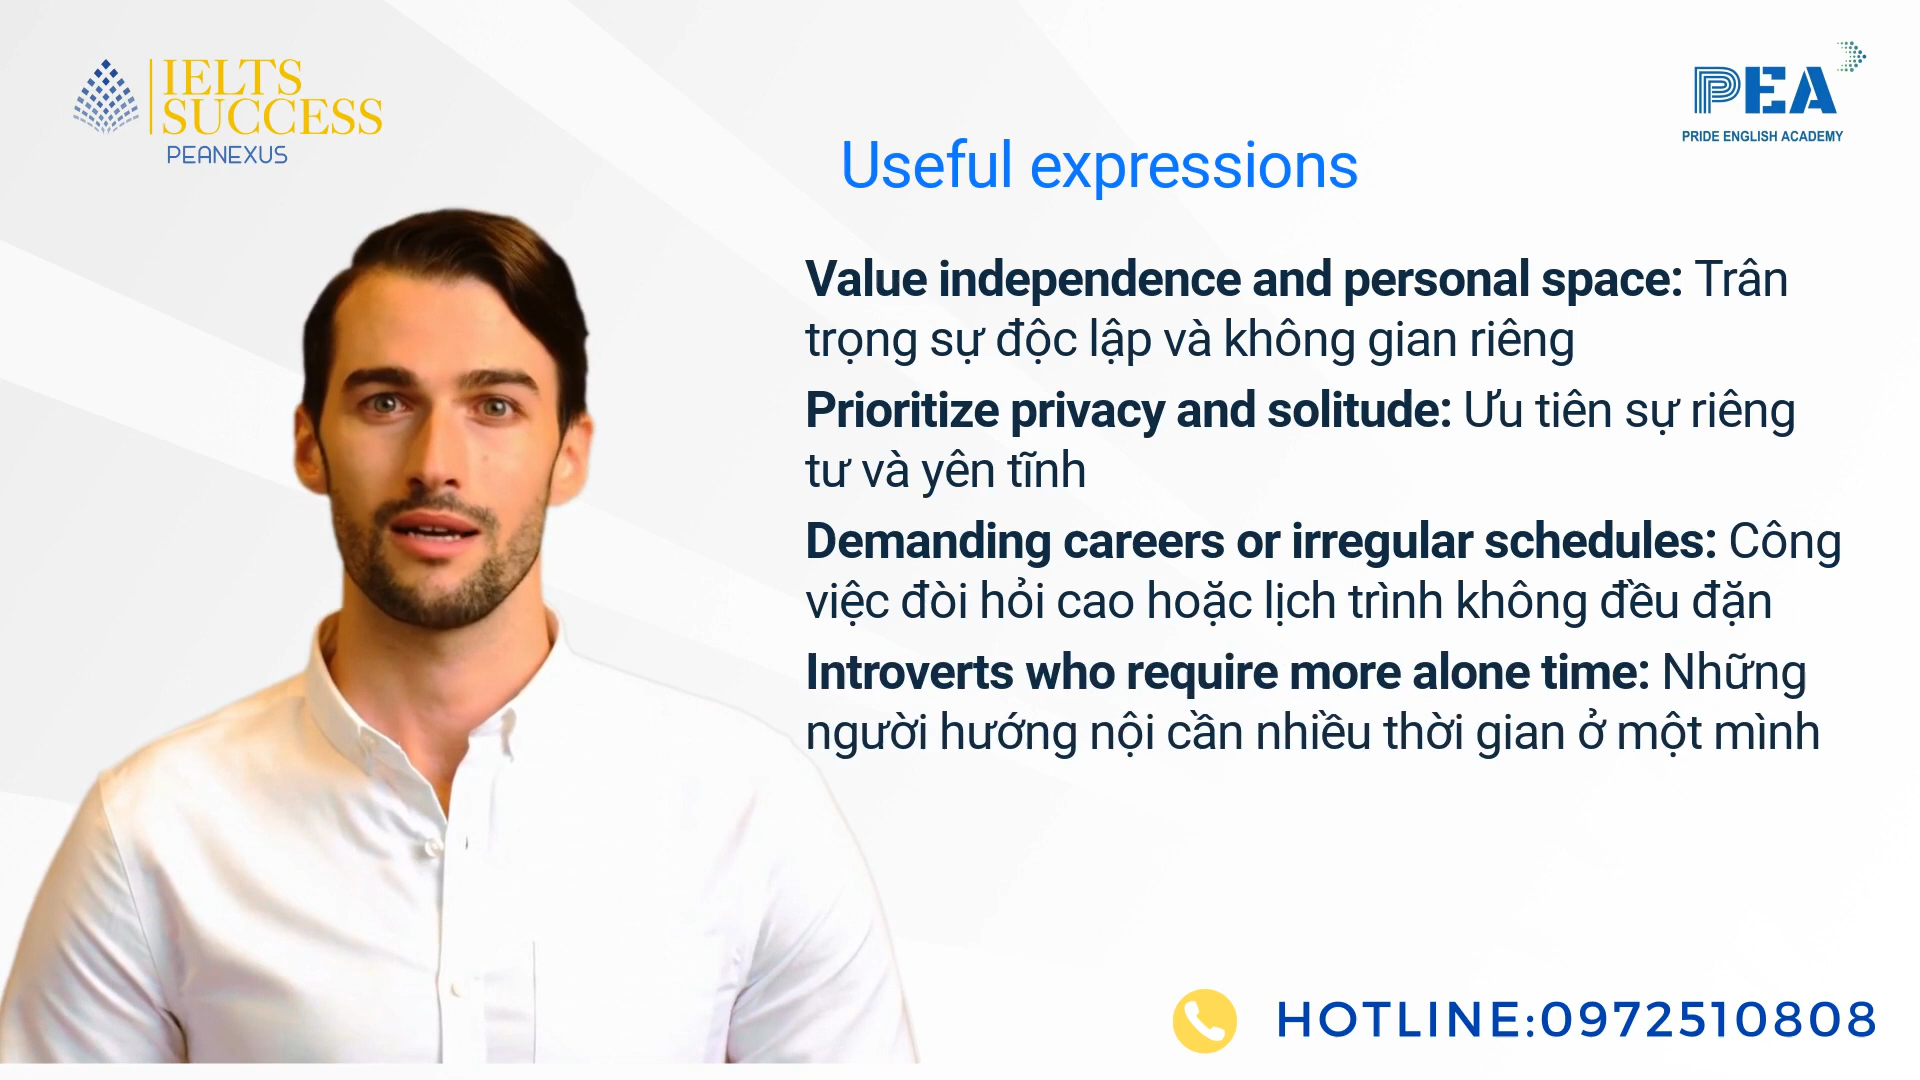 IELTS
SUCCESS
PEANEXUS
PEA
PRIDE ENGLISH ACADEMY
Useful expressions
Value independence and personal space: Trân
trọng sự độc lập và không gian riêng
Prioritize privacy and solitude: Ưu tiên sự riêng
tư và yên tĩnh
Demanding careers or irregular schedules: Công
việc đòi hỏi cao hoặc lịch trình không đều đặn
Introverts who require more alone time: Những
người hướng nội cần nhiều thời gian ở một mình
HOTLINE:0972510808